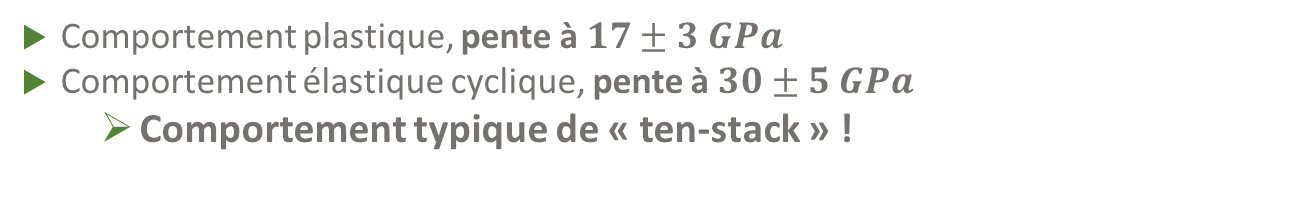 Comportement plastique, pente à 17 ± 3 GPa
Comportement élastique cyclique, pente à 30 ± 5 GPa
Comportement typique de « ten-stack » !